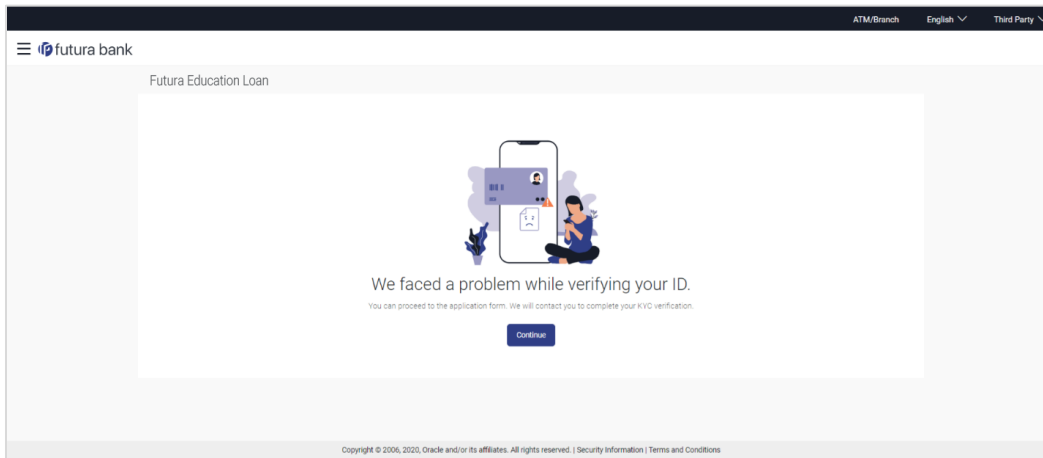 ATM/Branch English Third Party
futura bank
Futura Education Loan
We faced a problem while verifying your ID.
You can proceed to the application form. We will contact you to complete your KYC verification.
Continue
Copyright © 2006, 2020, Oracle and/or its affiliates. All rights reserved. | Security Information | Terms and Conditions